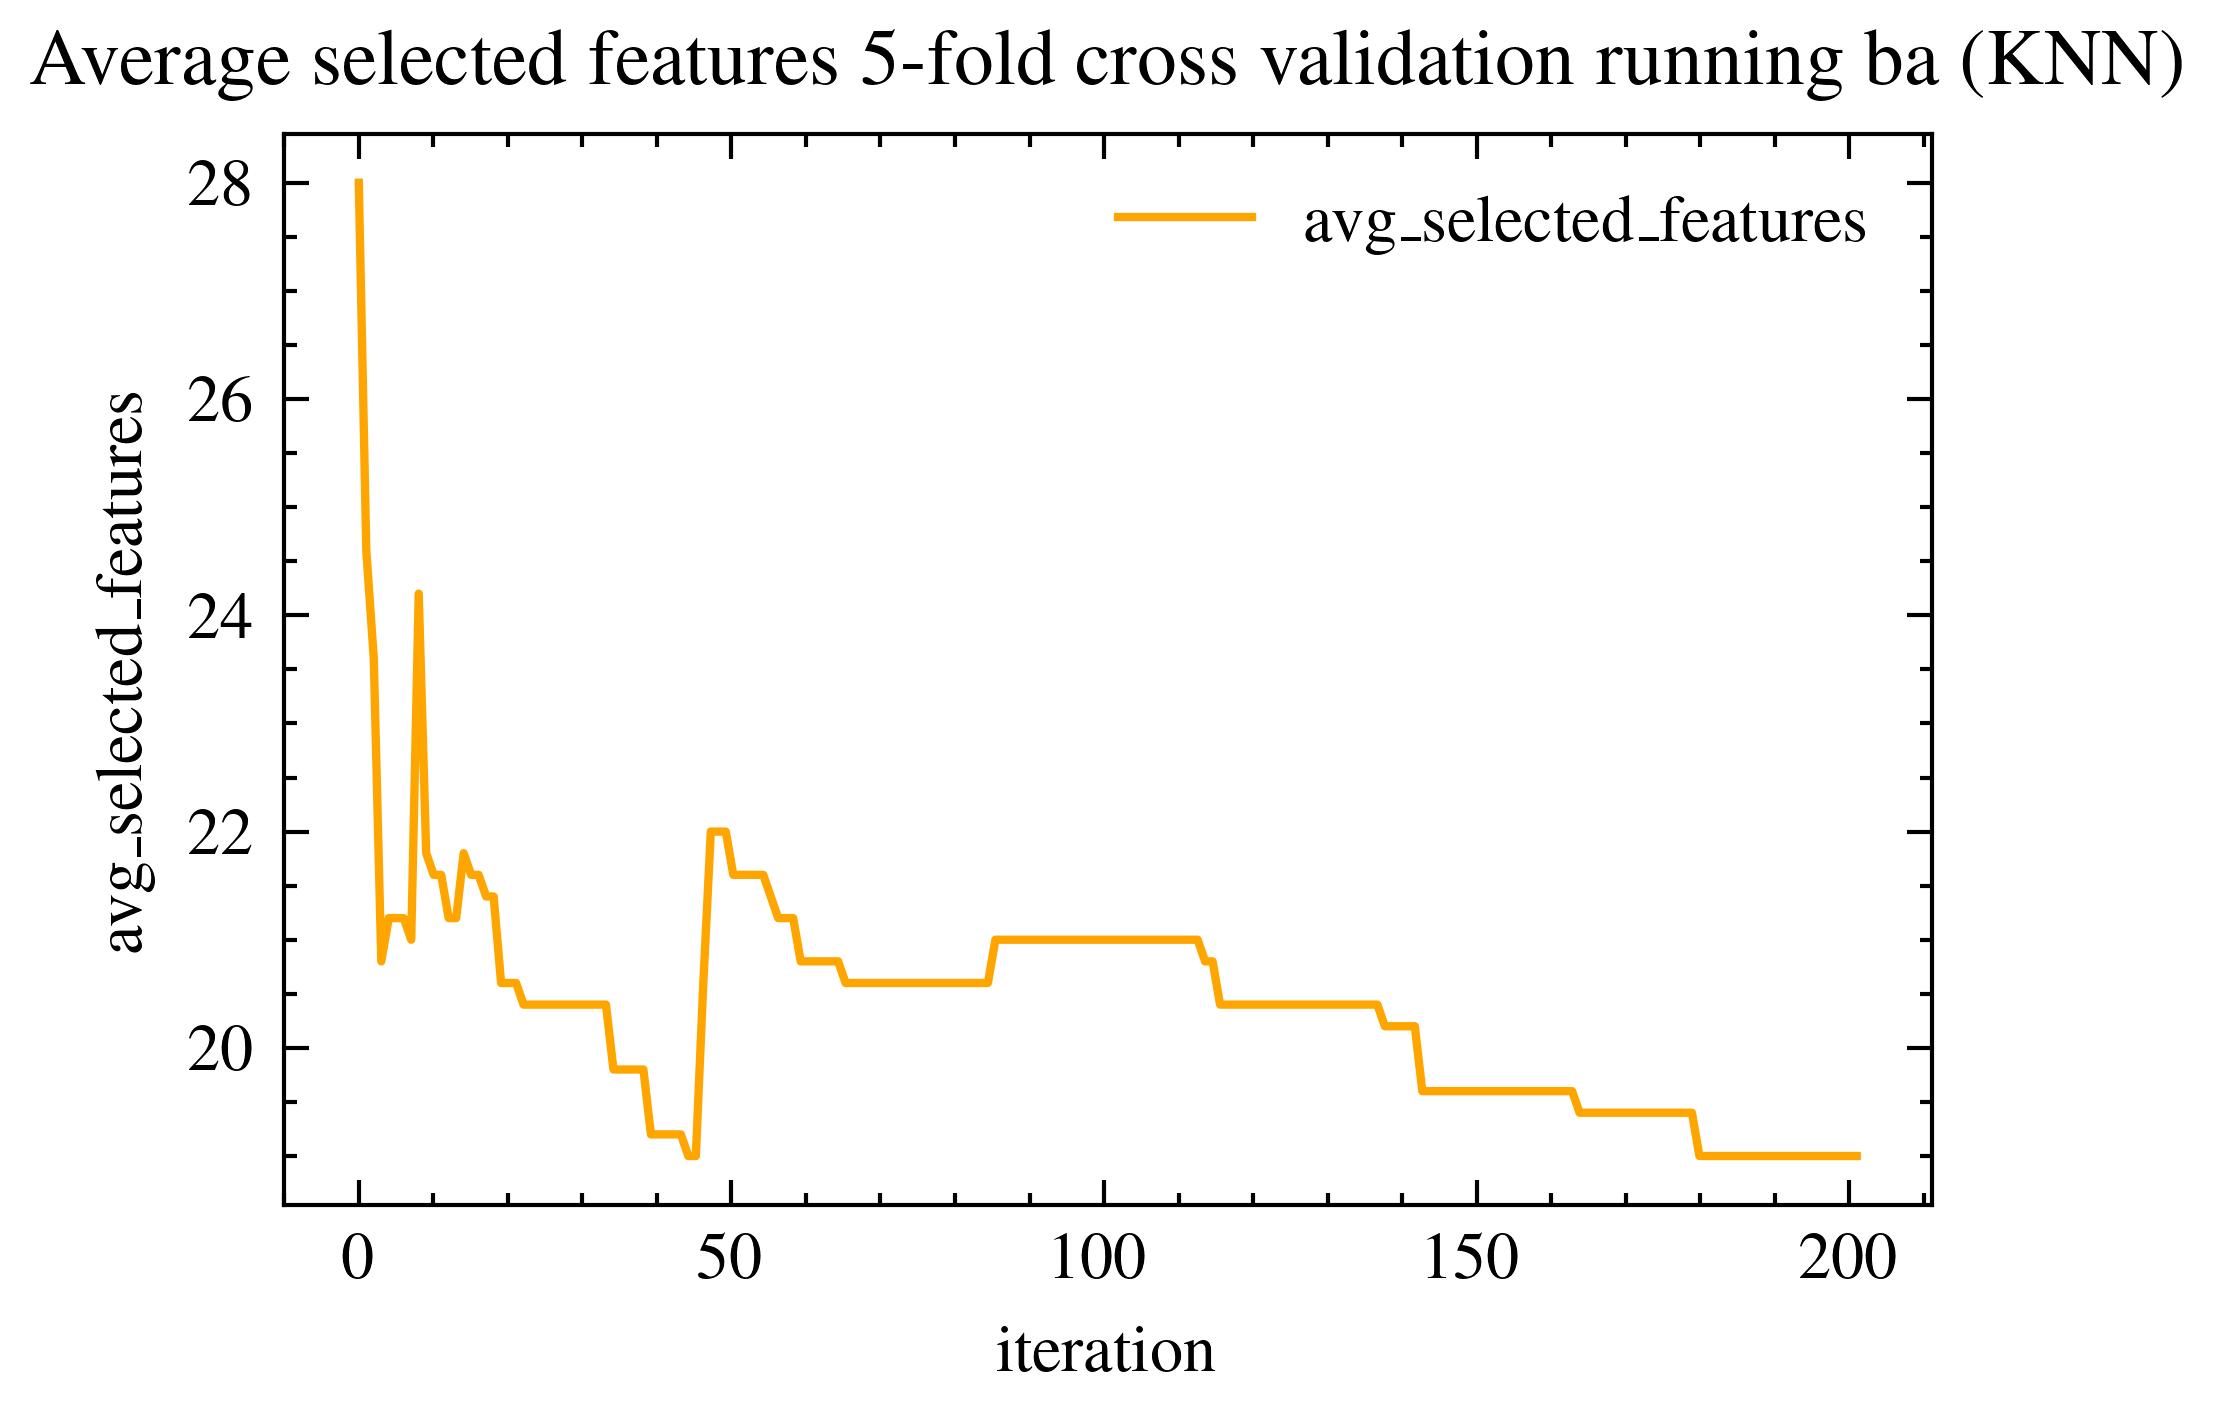 Average selected features 5-fold cross validation running ba (KNN)
avg_selected_features
avg_selected_features
28
26
24
22
20
0 50 100 150 200
iteration